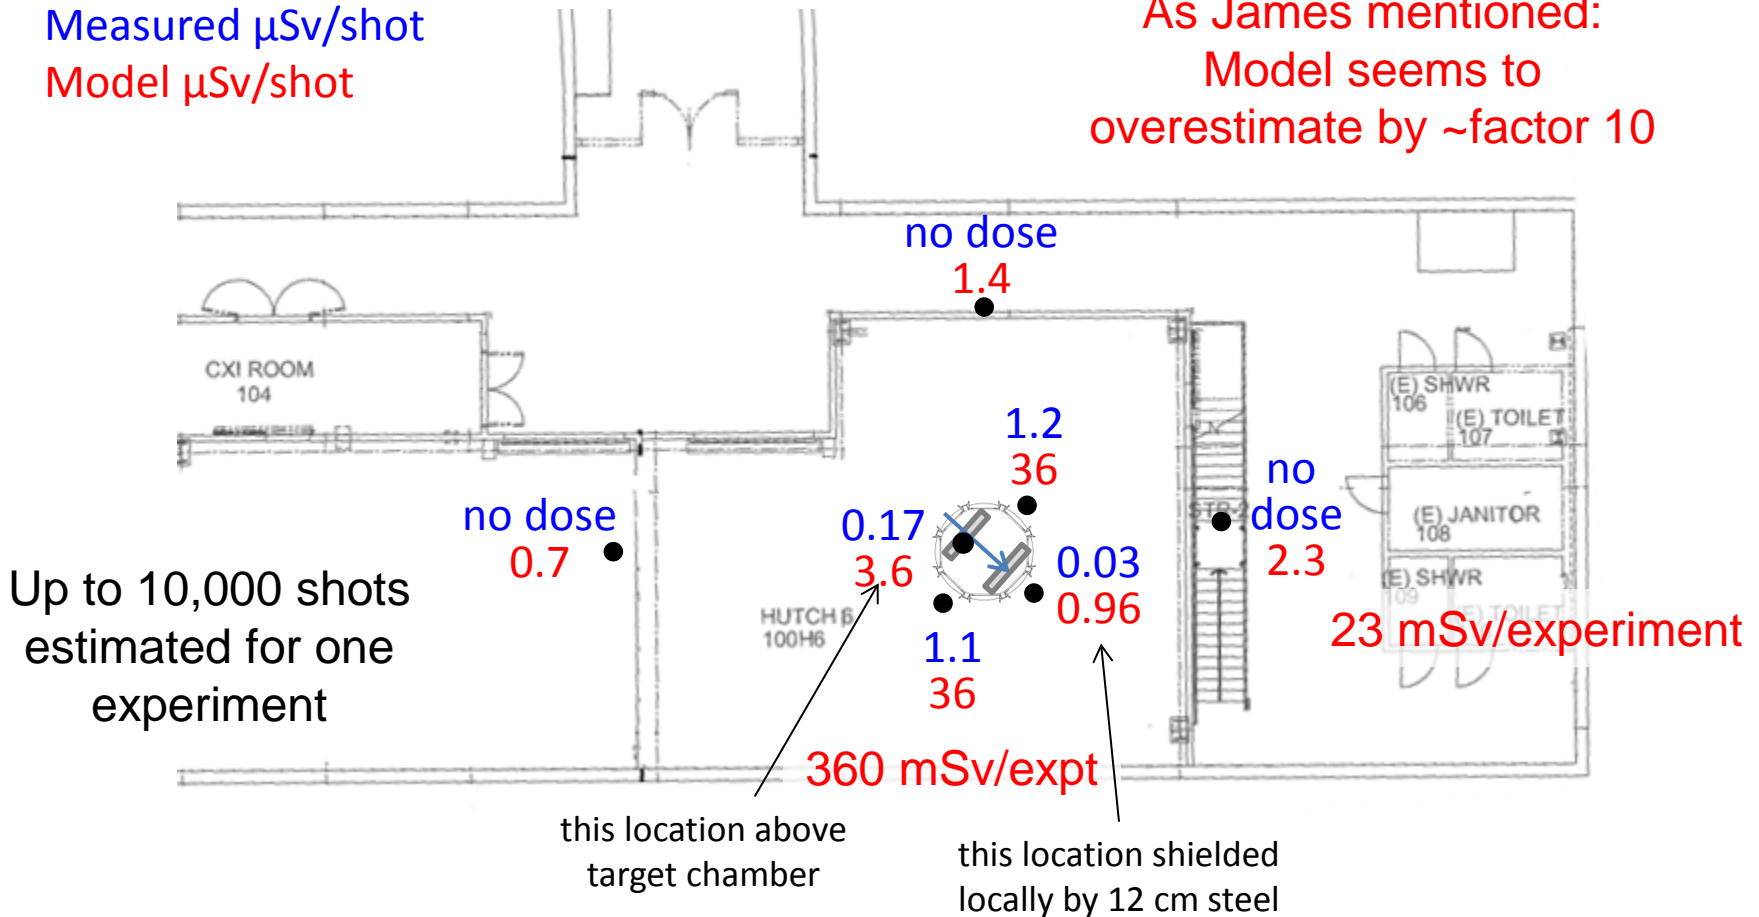 Measured µSv/shot
Model µSv/shot
As James mentioned:
Model seems to
overestimate by ~factor 10
no dose
1.4
CXI ROOM
104
(E) SHWR
106
(E) TOILET
107
1.2
36
no
dose
2.3
STR-2
no dose
0.7
0.17
3.6
0.03
0.96
(E) JANITOR
108
(E) SHWR
109
(E) TOILET
Up to 10,000 shots
estimated for one
experiment
HUTCH 6
100H6
1.1
36
23 mSv/experiment
360 mSv/expt
this location above
target chamber
this location shielded
locally by 12 cm steel